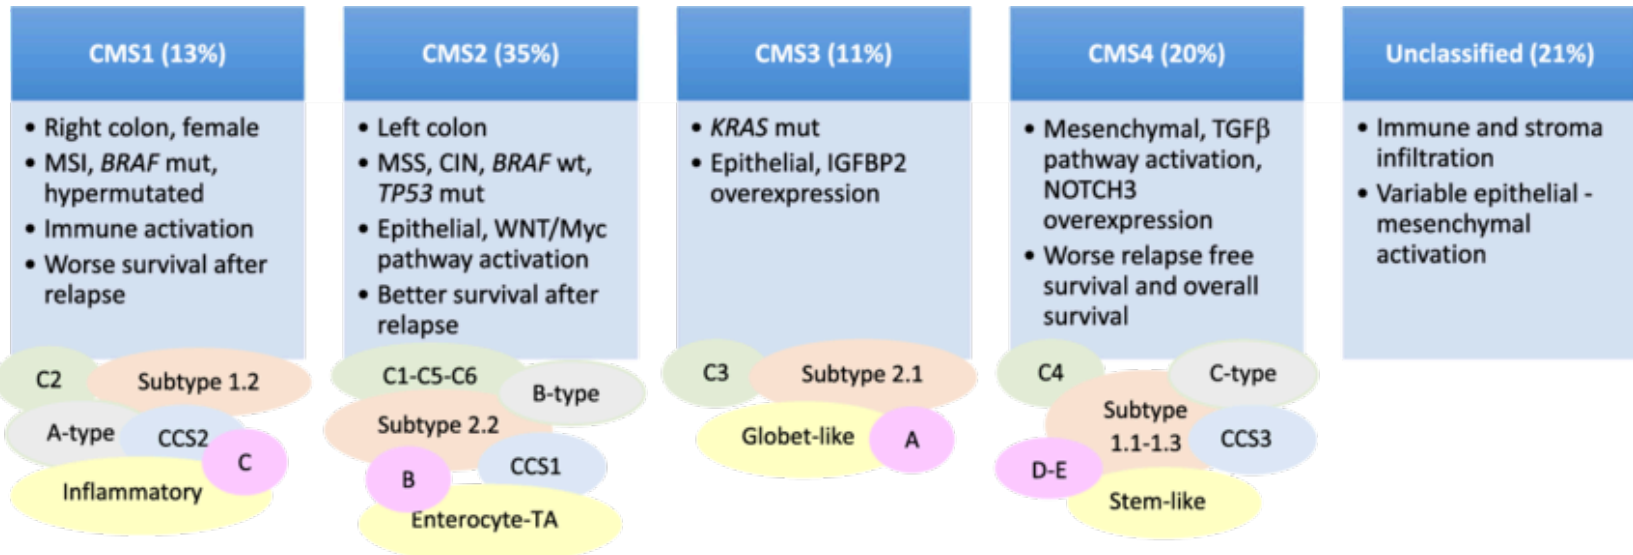 CMS1 (13%)
• Right colon, female
• MSI, BRAF mut,
hypermutated
• Immune activation
• Worse survival after
relapse
C2
Subtype 1.2
A-type
CCS2
C
Inflammatory
CMS2 (35%)
• Left colon
• MSS, CIN, BRAF wt,
TP53 mut
• Epithelial, WNT/Myc
pathway activation
• Better survival after
relapse
C1-C5-C6
B-type
Subtype 2.2
CCS1
B
Enterocyte-TA
CMS3 (11%)
• KRAS mut
• Epithelial, IGFBP2
overexpression
C3
Subtype 2.1
Globet-like
A
CMS4 (20%)
• Mesenchymal, TGFβ
pathway activation,
NOTCH3
overexpression
• Worse relapse free
survival and overall
survival
C4
C-type
Subtype
1.1-1.3
CCS3
D-E
Stem-like
Unclassified (21%)
• Immune and stroma
infiltration
• Variable epithelial -
mesenchymal
activation